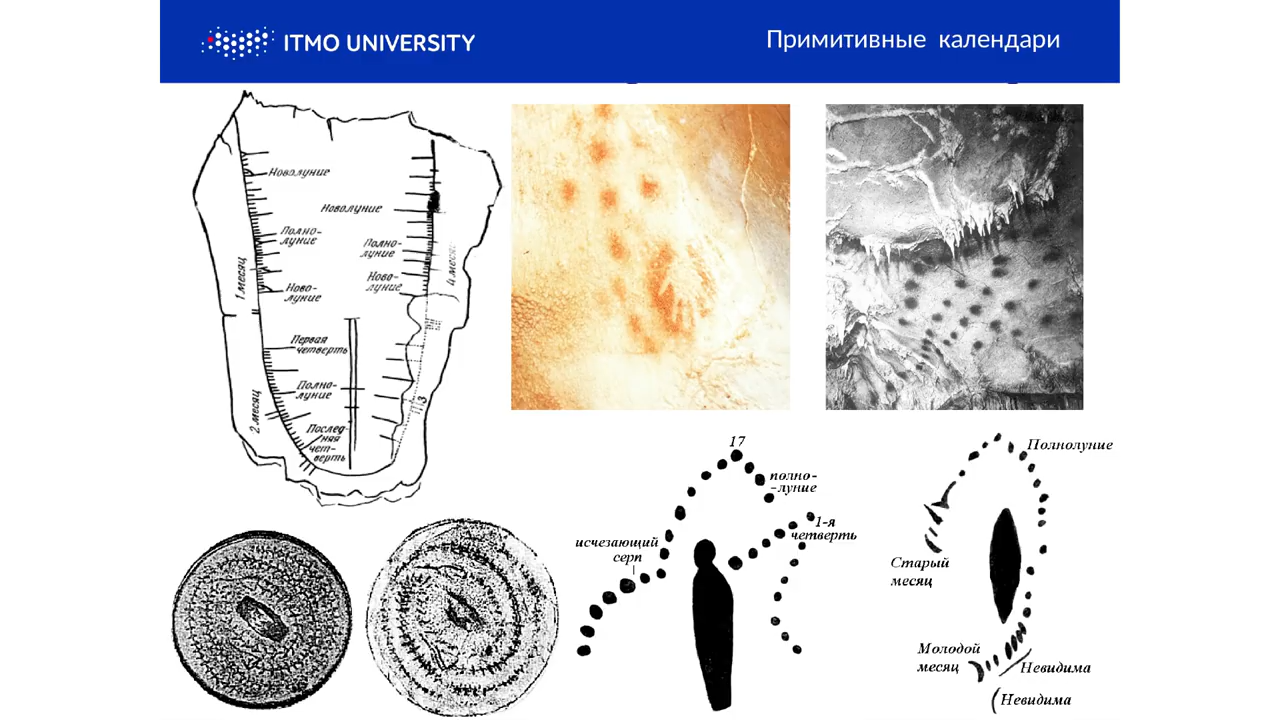 ITMO UNIVERSITY
Примитивные календари
Новолуние
Новолуние
Полно-
луние
Полно-
луние
1 месяц
4 месяц
Ново-
луние
Ново-
луние
Первая
четверть
Полно-
луние
2 месяц
Послед-
няя
чет-
верть
17
полно-
-луние
1-я
четверть
исчезающий
серп
Полнолуние
Старый
месяц
Молодой
месяц
Невидима
Невидима